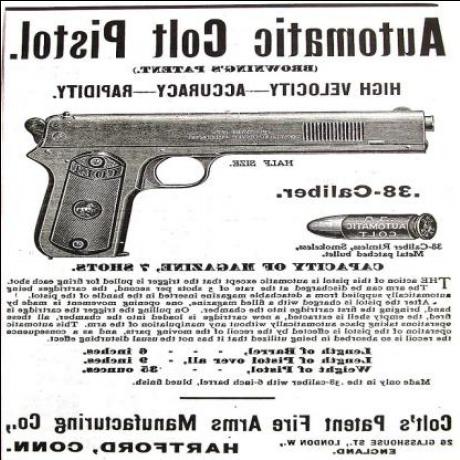 Automatic Colt Pistol.
(BROWNING'S PATENT.)
HIGH VELOCITY—ACCURACY—RAPIDITY.
COLT
HALF SIZE.
.38-Caliber.
AUTOMATIC
COLT
38-Caliber Rimless, Smokeless,
Metal patched bullet.
CAPACITY OF MAGAZINE, 7 SHOTS.
THE action of this pistol is automatic except that the trigger is pulled for firing each shot.
The arm can be discharged at the rate of 5 shots per second, the cartridges being
automatically supplied from a detachable magazine inserted in the handle of the pistol.
After the pistol is charged with a filled magazine, one opening movement is made by
hand, bringing the first cartridge into the chamber. On pulling the trigger the cartridge is
fired, the empty shell is extracted, a new cartridge is loaded into the chamber, all these
operations taking place automatically without any manipulation of the arm. This automatic
operation of the pistol is effected by the recoil of the moving parts, and as a consequence
the recoil is so absorbed in being utilized that it has not the usual disturbing effect.
Length of Barrel, - - - 6 inches.
Length of Pistol over all, - 9 inches.
Weight of Pistol, - - - 35 ounces.
Made only in the .38-caliber, with 6-inch barrel, blued finish.
Colt's Patent Fire Arms Manufacturing Co.,
26 GLASSHOUSE ST., LONDON W.,
ENGLAND.
HARTFORD, CONN.